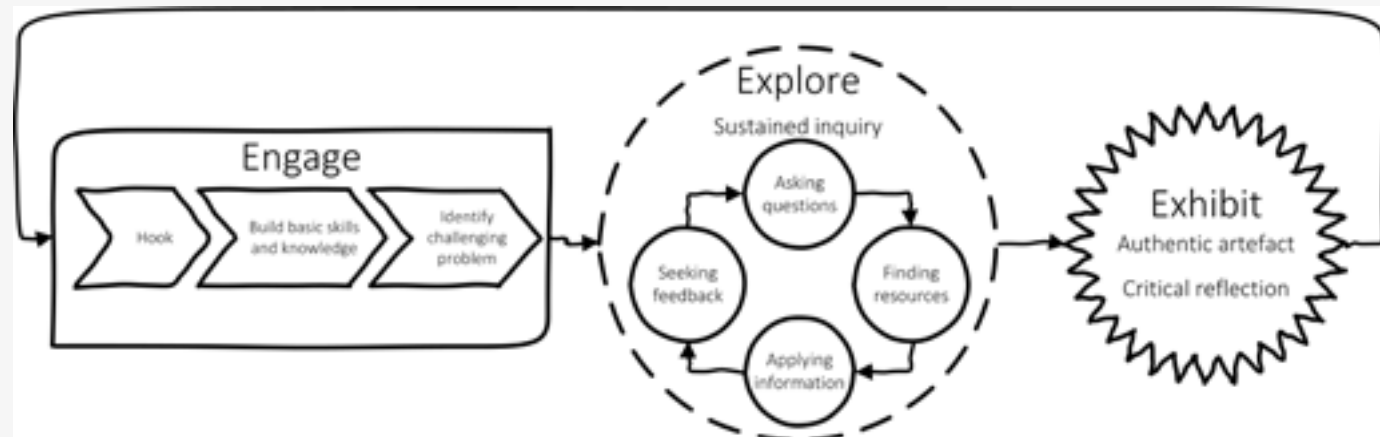 Engage
Hook
Build basic skills
and knowledge
Identify
challenging
problem
Explore
Sustained inquiry
Asking
questions
Finding
resources
Applying
information
Seeking
feedback
Exhibit
Authentic artefact
Critical reflection